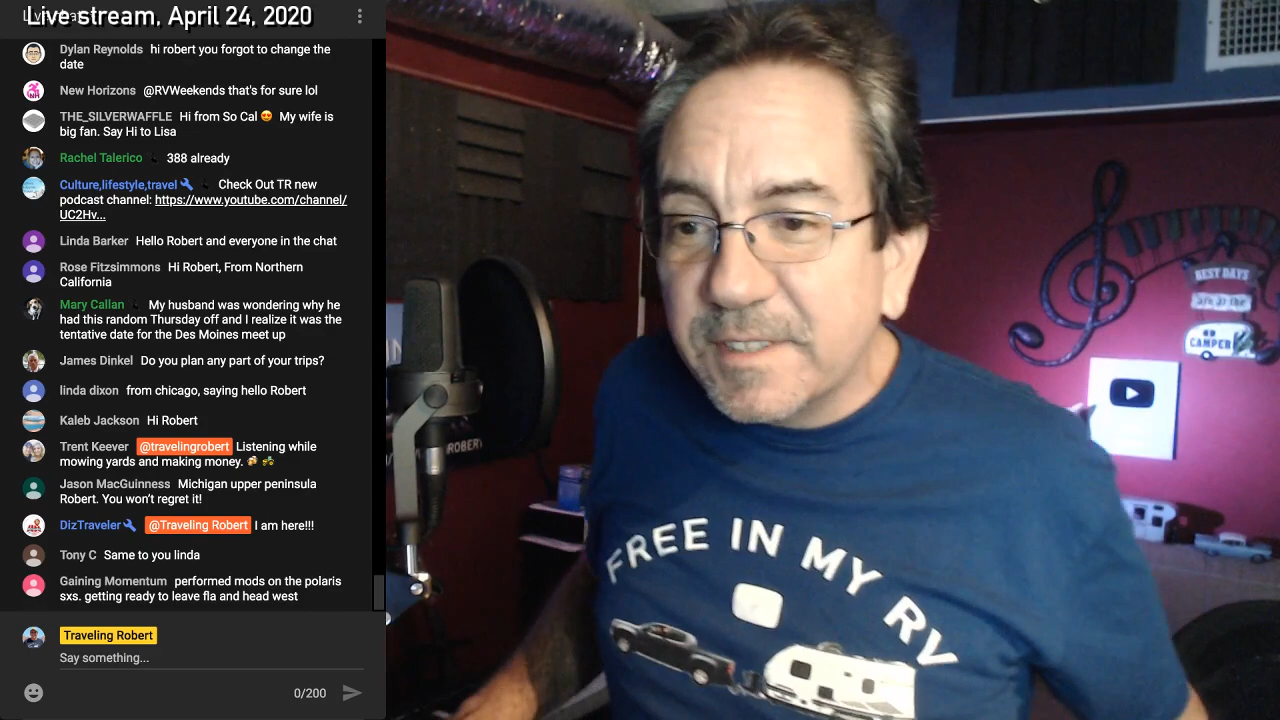 Live stream, April 24, 2020
Dylan Reynolds hi robert you forgot to change the
date
New Horizons @RVWeekends that's for sure lol
THE_SILVERWAFFLE Hi from So Cal 😍 My wife is
big fan. Say Hi to Lisa
Rachel Talerico 388 already
Culture,lifestyle,travel Check Out TR new
podcast channel: https://www.youtube.com/channel/
UC2Hv...
Linda Barker Hello Robert and everyone in the chat
Rose Fitzsimmons Hi Robert, From Northern
California
Mary Callan My husband was wondering why he
had this random Thursday off and I realize it was the
tentative date for the Des Moines meet up
James Dinkel Do you plan any part of your trips?
linda dixon from chicago, saying hello Robert
Kaleb Jackson Hi Robert
Trent Keever @travelingrobert Listening while
mowing yards and making money.
Jason MacGuinness Michigan upper peninsula
Robert. You won't regret it!
DizTraveler @Traveling Robert I am here!!!
Tony C Same to you linda
Gaining Momentum performed mods on the polaris
sxs. getting ready to leave fla and head west
Traveling Robert
Say something...
0/200
ROBERT
FREE IN MY RV
BEST DAYS
CAMPER